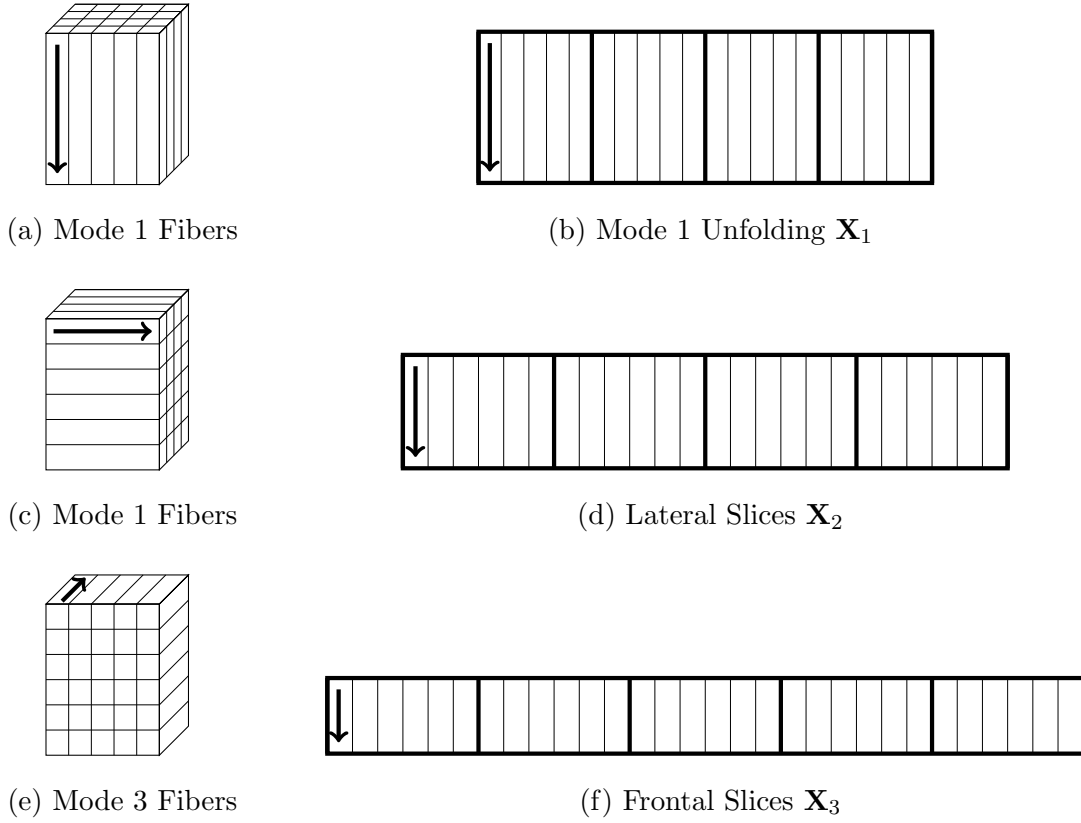 (a) Mode 1 Fibers
(b) Mode 1 Unfolding X₁
(c) Mode 1 Fibers
(d) Lateral Slices X₂
(e) Mode 3 Fibers
(f) Frontal Slices X₃